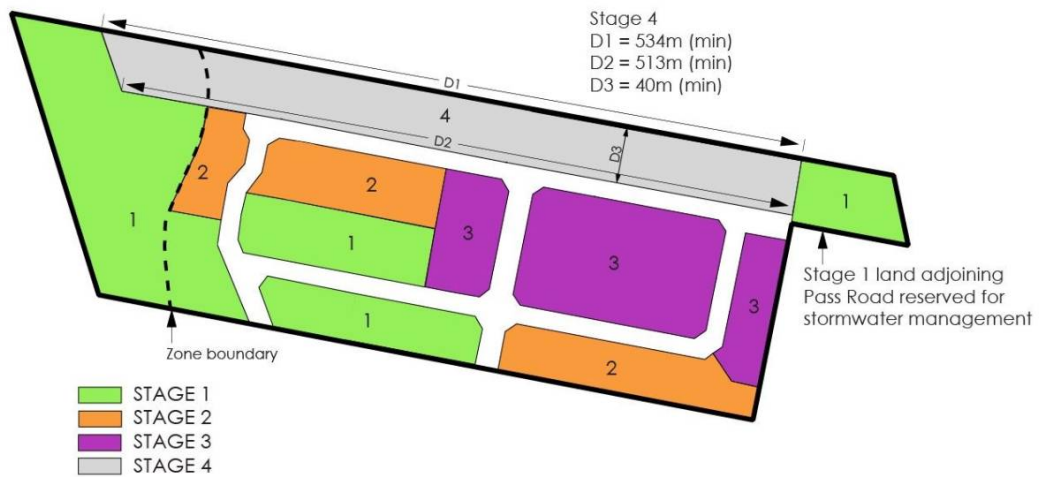 Stage 4
D1 = 534m (min)
D2 = 513m (min)
D3 = 40m (min)
D1
4
D2
D3
2
2
1
1
3
3
1
3
1
2
Stage 1 land adjoining
Pass Road reserved for
stormwater management
Zone boundary
STAGE 1
STAGE 2
STAGE 3
STAGE 4